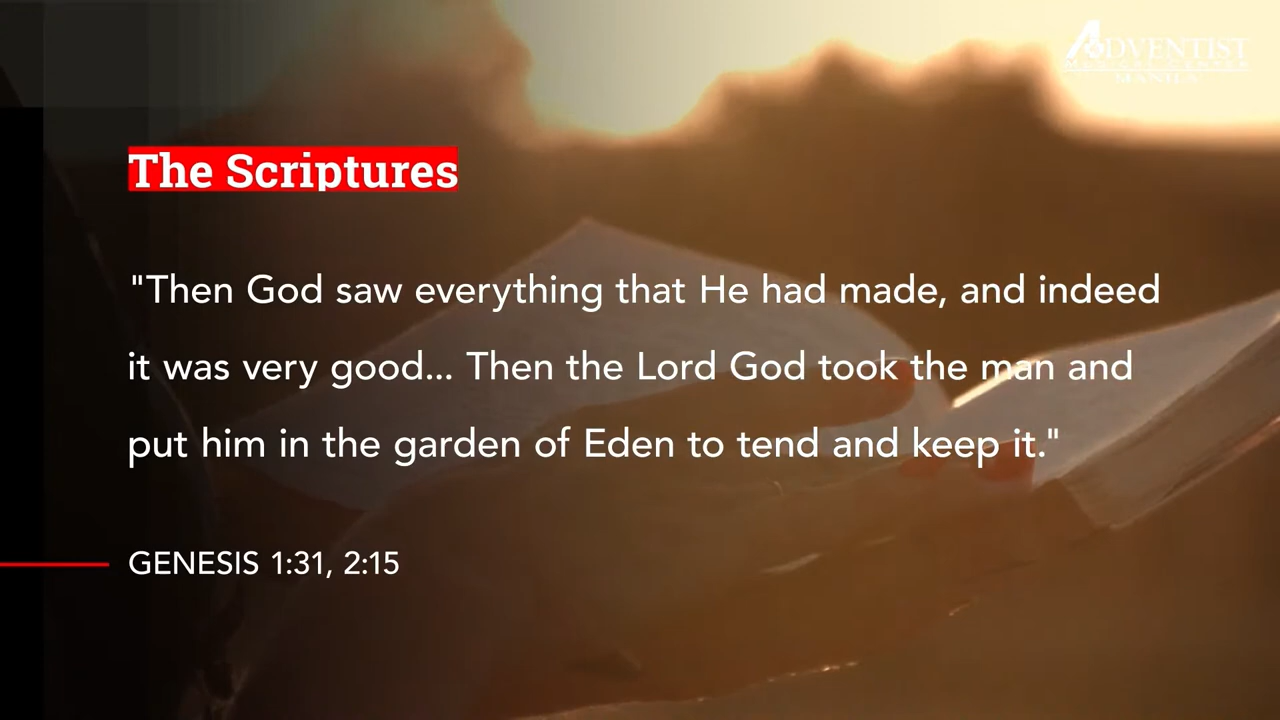 ADVENTIST
MANILA
The Scriptures
"Then God saw everything that He had made, and indeed
it was very good... Then the Lord God took the man and
put him in the garden of Eden to tend and keep it."
GENESIS 1:31, 2:15